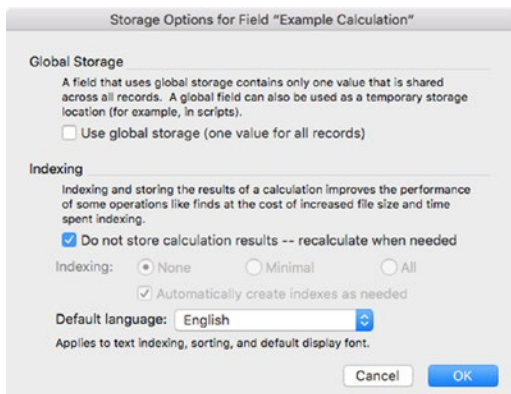 Storage Options for Field “Example Calculation”
Global Storage
A field that uses global storage contains only one value that is shared
across all records. A global field can also be used as a temporary storage
location (for example, in scripts).
Use global storage (one value for all records)
Indexing
Indexing and storing the results of a calculation improves the performance
of some operations like finds at the cost of increased file size and time
spent indexing.
Do not store calculation results -- recalculate when needed
Indexing: None Minimal All
Automatically create indexes as needed
Default language: English
Applies to text indexing, sorting, and default display font.
Cancel OK